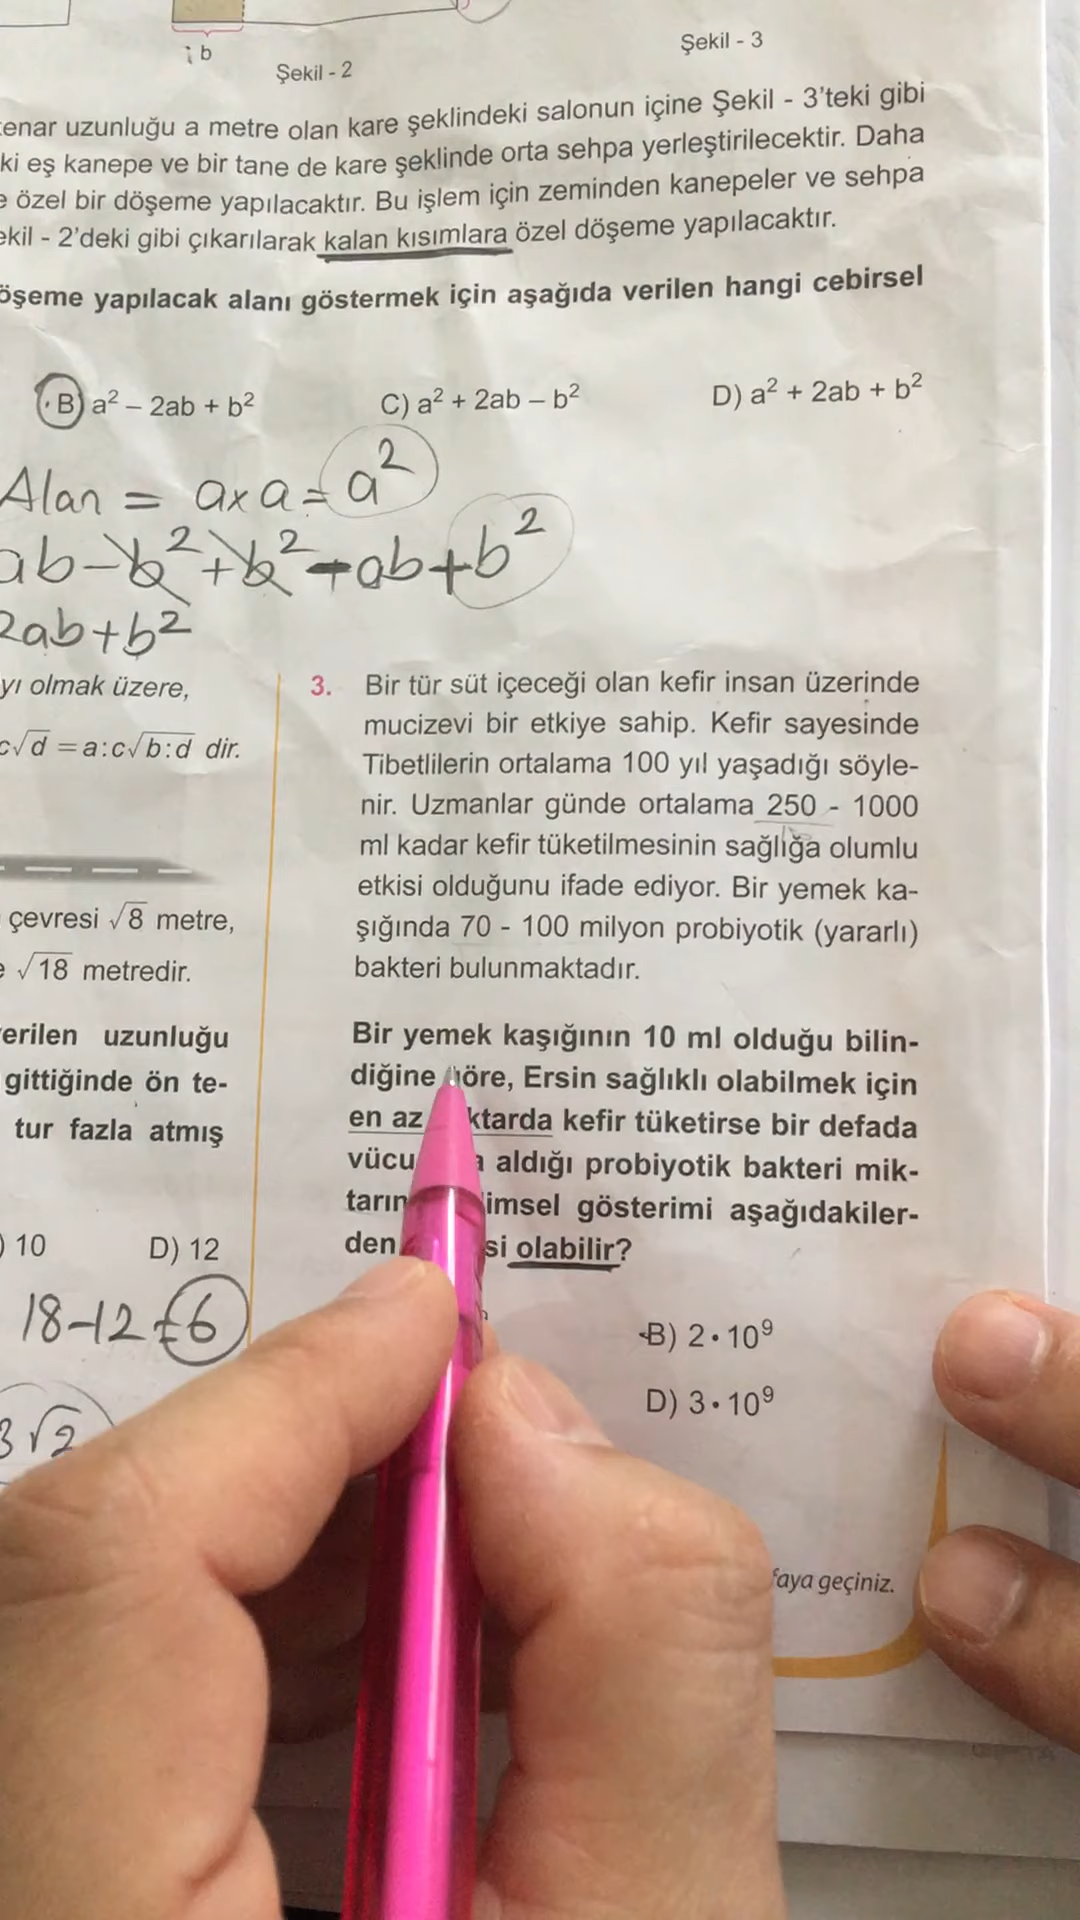 b
Şekil - 2
Şekil - 3
enar uzunluğu a metre olan kare şeklindeki salonun içine Şekil - 3'teki gibi
ki eş kanepe ve bir tane de kare şeklinde orta sehpa yerleştirilecektir. Daha
e özel bir döşeme yapılacaktır. Bu işlem için zeminden kanepeler ve sehpa
ekil - 2'deki gibi çıkarılarak kalan kısımlara özel döşeme yapılacaktır.
öşeme yapılacak alanı göstermek için aşağıda verilen hangi cebirsel
B) a² – 2ab + b²
C) a² + 2ab – b²
D) a² + 2ab + b²
Alan = axa = a²
ab-b²+b²-ab+b²
2ab+b²
yı olmak üzere,
c√d = a:c√b:d dir.
çevresi √8 metre,
e √18 metredir.
erilen uzunluğu
gittiğinde ön te-
tur fazla atmış
) 10
D) 12
18-12=6
3√2
3. Bir tür süt içeceği olan kefir insan üzerinde
mucizevi bir etkiye sahip. Kefir sayesinde
Tibetlilerin ortalama 100 yıl yaşadığı söyle-
nir. Uzmanlar günde ortalama 250 - 1000
ml kadar kefir tüketilmesinin sağlığa olumlu
etkisi olduğunu ifade ediyor. Bir yemek ka-
şığında 70 - 100 milyon probiyotik (yararlı)
bakteri bulunmaktadır.
Bir yemek kaşığının 10 ml olduğu bilin-
diğine göre, Ersin sağlıklı olabilmek için
en az ktarda kefir tüketirse bir defada
vücu a aldığı probiyotik bakteri mik-
tarın imsel gösterimi aşağıdakiler-
den si olabilir?
B) 2 • 10⁹
D) 3 • 10⁹
faya geçiniz.